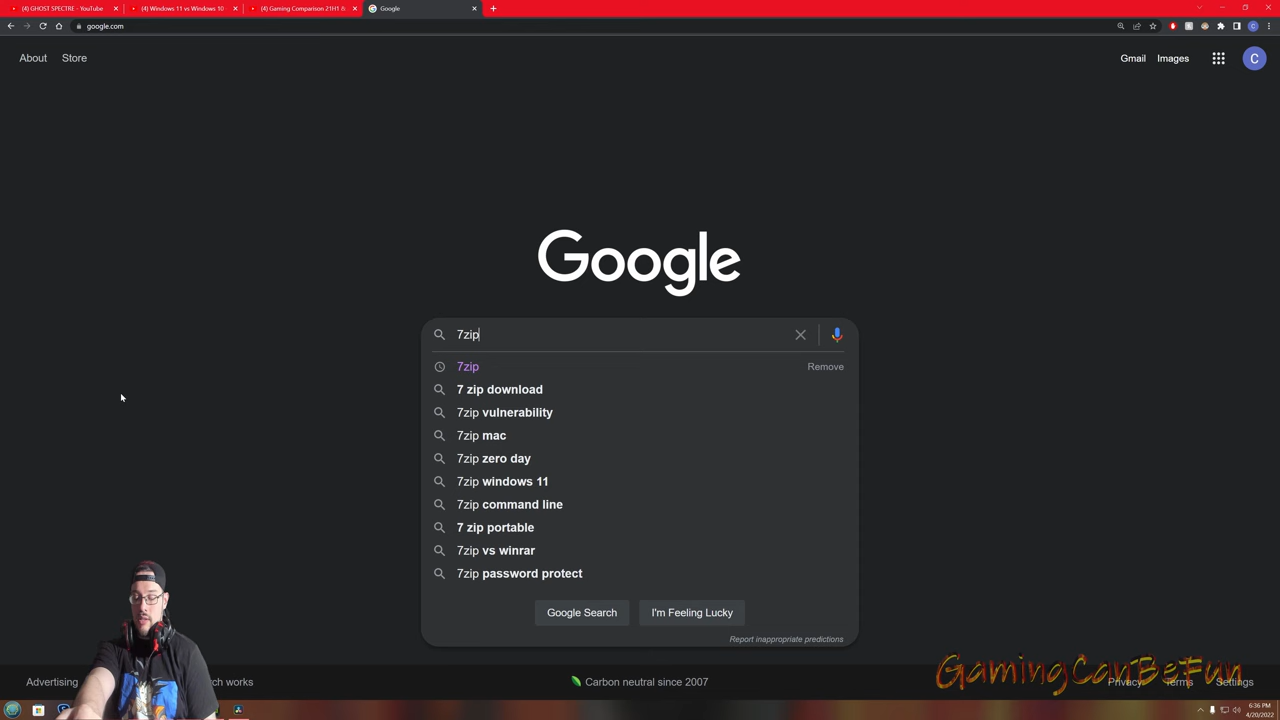 (4) GHOST SPECTRE - YouTube
(4) Windows 11 vs Windows 10
(4) Gaming Comparison 21H1
Google
google.com
About
Store
Gmail
Images
C
Google
7zip
7zip
Remove
7 zip download
7zip vulnerability
7zip mac
7zip zero day
7zip windows 11
7zip command line
7 zip portable
7zip vs winrar
7zip password protect
Google Search
I'm Feeling Lucky
Report inappropriate predictions
GamingCanBeFun
Advertising
rch works
Carbon neutral since 2007
Privacy
Terms
Settings
6:36 PM
4/20/2022